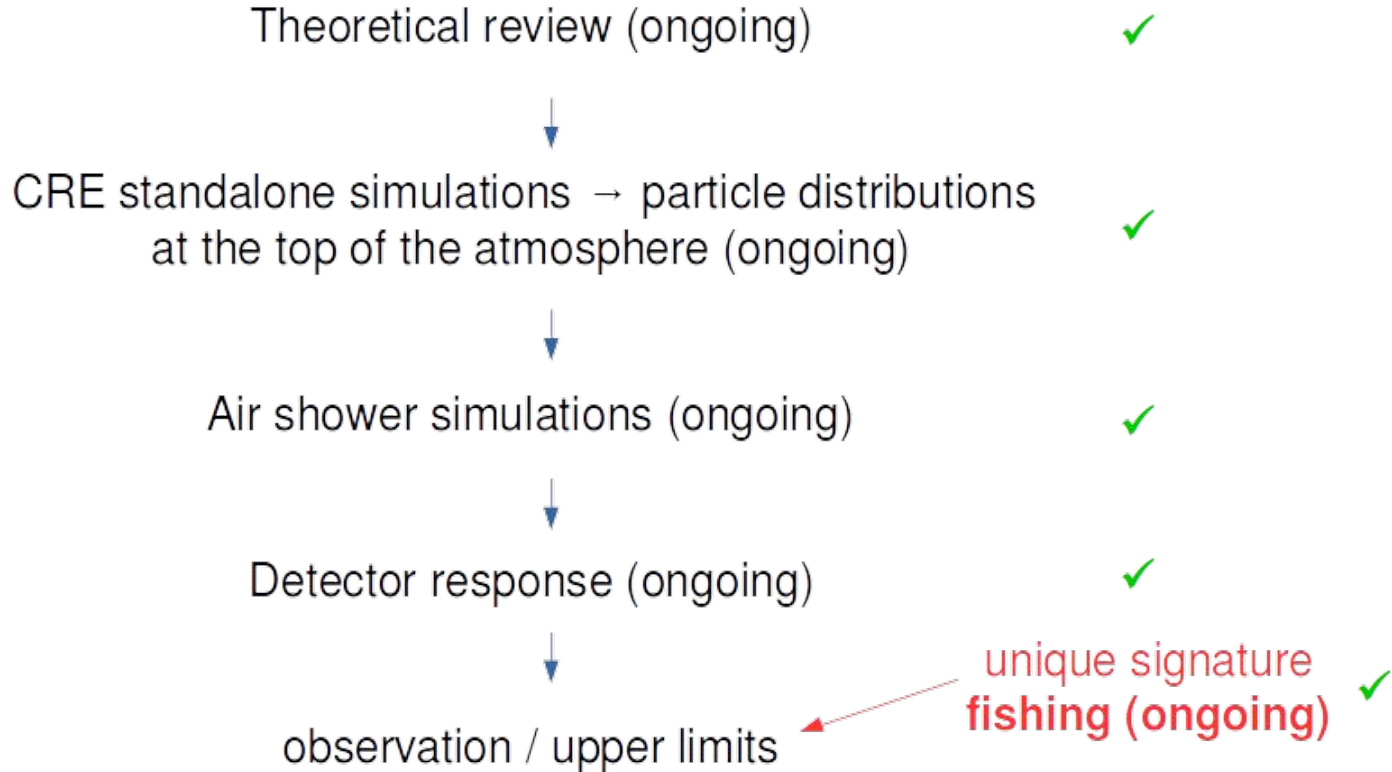 Theoretical review (ongoing) ✓
CRE standalone simulations → particle distributions
at the top of the atmosphere (ongoing) ✓
Air shower simulations (ongoing) ✓
Detector response (ongoing) ✓
unique signature
fishing (ongoing) ✓
observation / upper limits